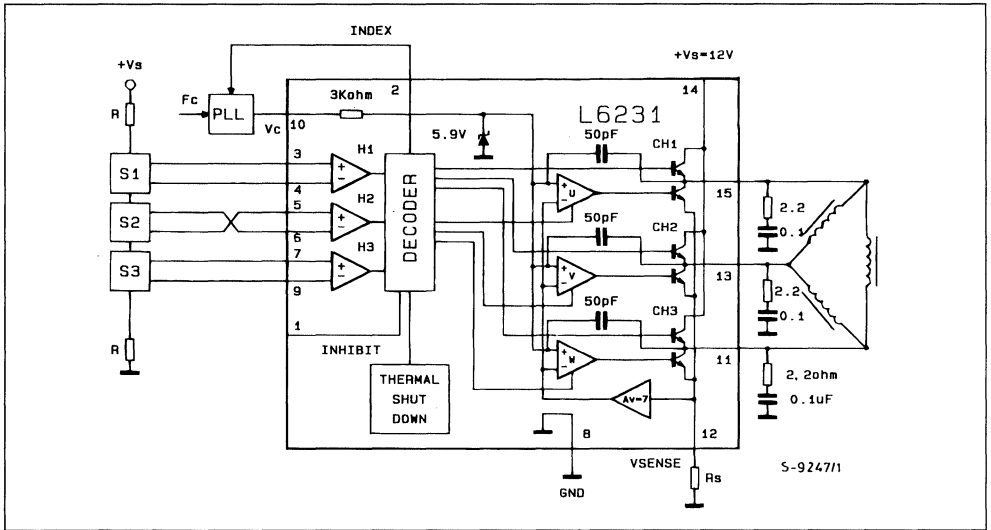 INDEX
+Vs
+Vs=12V
Fc
PLL
Vc
10
3Kohm
2
14
L6231
R
5.9V
50pF
CH1
S1
3
4
+
−
H1
DECODER
+
−
U
15
2.2
0.1
S2
5
6
+
−
H2
50pF
CH2
S3
7
9
+
−
H3
+
−
V
13
2.2
0.1
50pF
CH3
1
INHIBIT
+
−
W
11
R
THERMAL
SHUT
DOWN
Av=7
2,2ohm
0.1uF
8
12
VSENSE
GND
Rs
S-9247/1